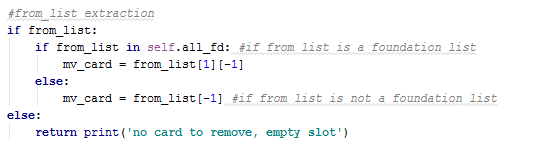 #from_list extraction
if from_list:
    if from_list in self.all_fd: #if from list is a foundation list
        mv_card = from_list[1][-1]
    else:
        mv_card = from_list[-1] #if from list is not a foundation list
else:
    return print('no card to remove, empty slot')